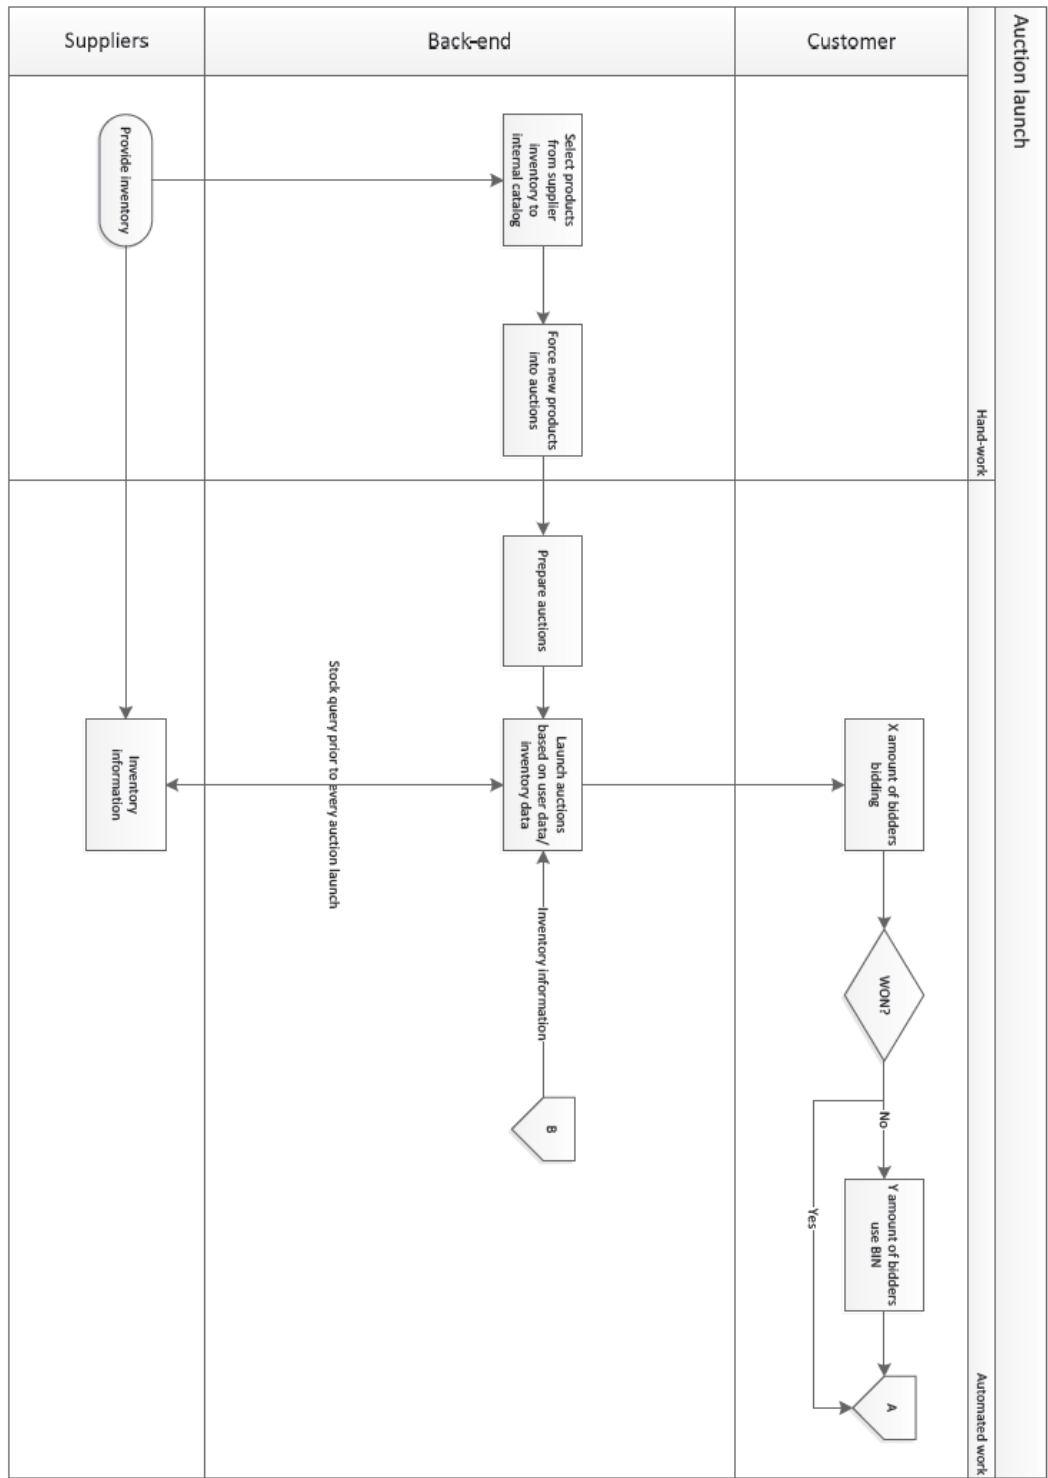 Auction launch
Hand-work
Automated work
Customer
Back-end
Suppliers
X amount of bidders
bidding
WON?
No
Yes
Y amount of bidders
use BIN
A
Select products
from supplier
inventory to
internal catalog
Force new products
into auctions
Prepare auctions
Launch auctions
based on user data/
inventory data
Inventory information
B
Stock query prior to every auction launch
Provide inventory
Inventory
information